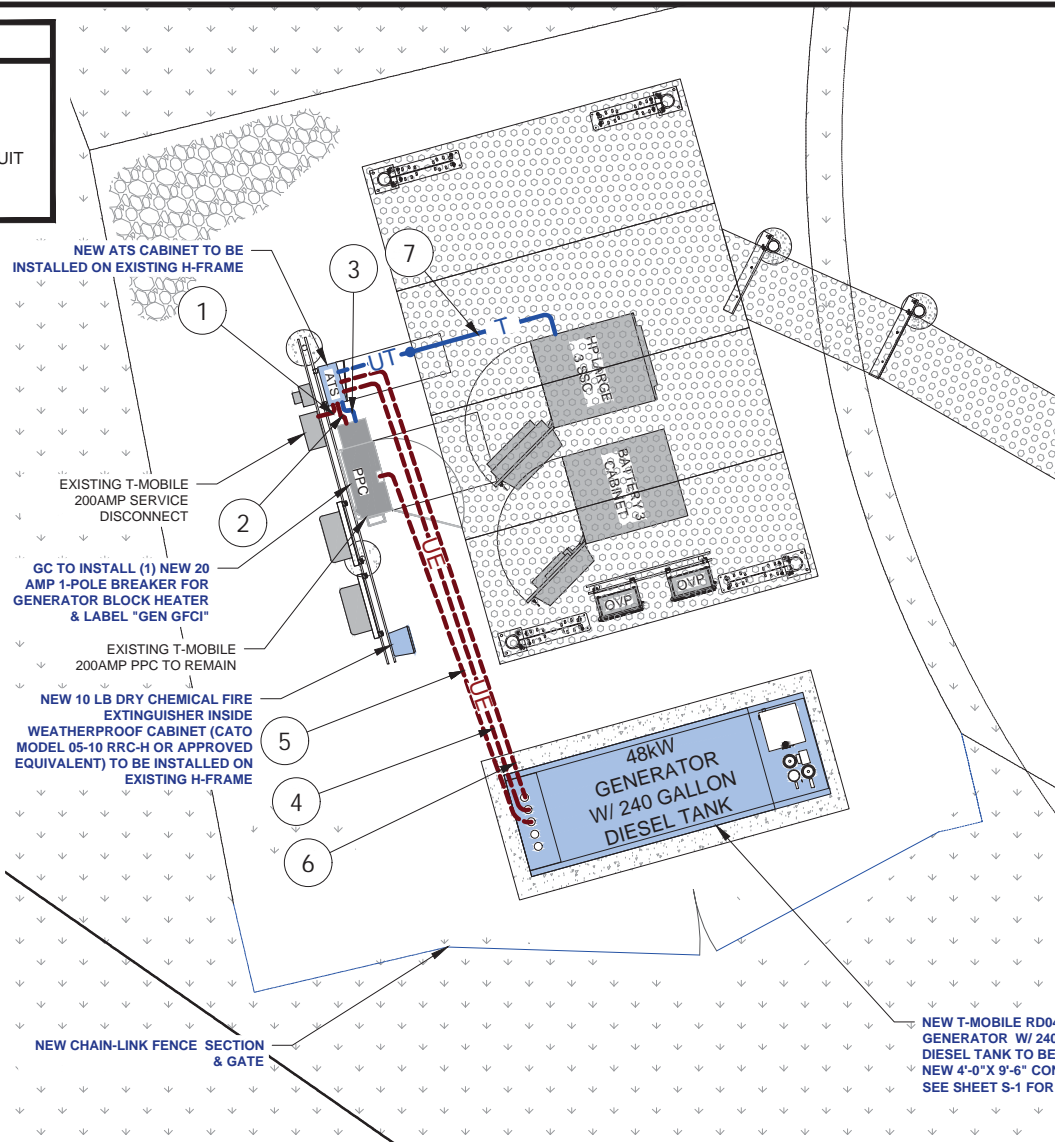 UIT
NEW ATS CABINET TO BE
INSTALLED ON EXISTING H-FRAME
3
7
1
UT
T
ATS
HPL3 LARGE
3 SSC
PPC
BATTERY 3
CABINET
EXISTING T-MOBILE
200AMP SERVICE
DISCONNECT
2
GC TO INSTALL (1) NEW 20
AMP 1-POLE BREAKER FOR
GENERATOR BLOCK HEATER
& LABEL "GEN GFCI"
UE
OVP
OVP
EXISTING T-MOBILE
200AMP PPC TO REMAIN
NEW 10 LB DRY CHEMICAL FIRE
EXTINGUISHER INSIDE
WEATHERPROOF CABINET (CATO
MODEL 05-10 RRC-H OR APPROVED
EQUIVALENT) TO BE INSTALLED ON
EXISTING H-FRAME
UE
5
4
6
48kW
GENERATOR
W/ 240 GALLON
DIESEL TANK
NEW CHAIN-LINK FENCE SECTION
& GATE
NEW T-MOBILE RD04
GENERATOR W/ 240
DIESEL TANK TO BE
NEW 4'-0"X 9'-6" CON
SEE SHEET S-1 FOR